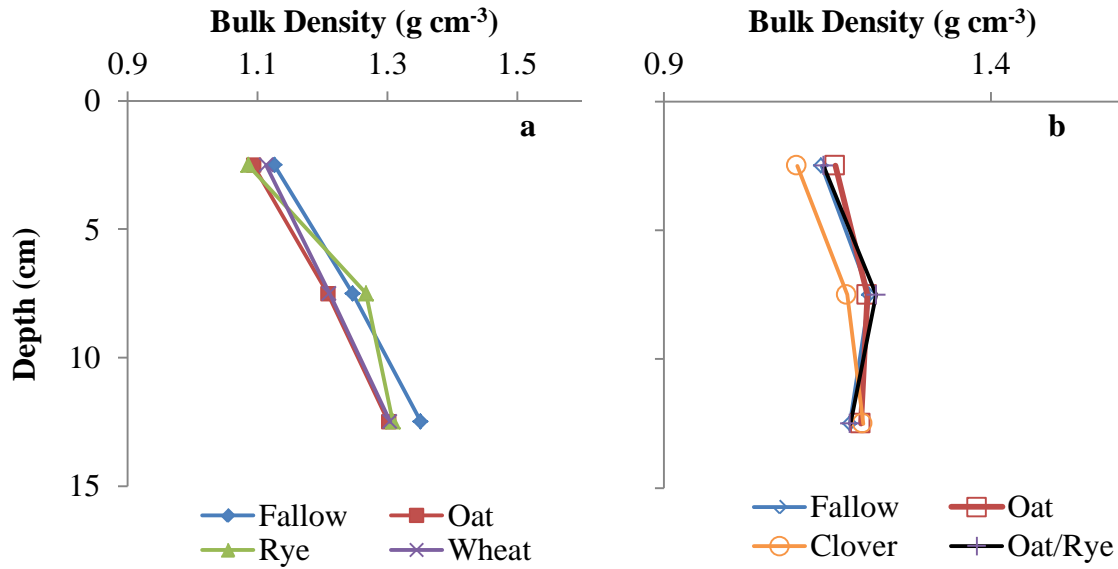 Bulk Density (g cm-3)
0.9 1.1 1.3 1.5
0
5
10
15
Depth (cm)
a
Fallow Oat
Rye Wheat
Bulk Density (g cm-3)
0.9 1.4
b
Fallow Oat
Clover Oat/Rye